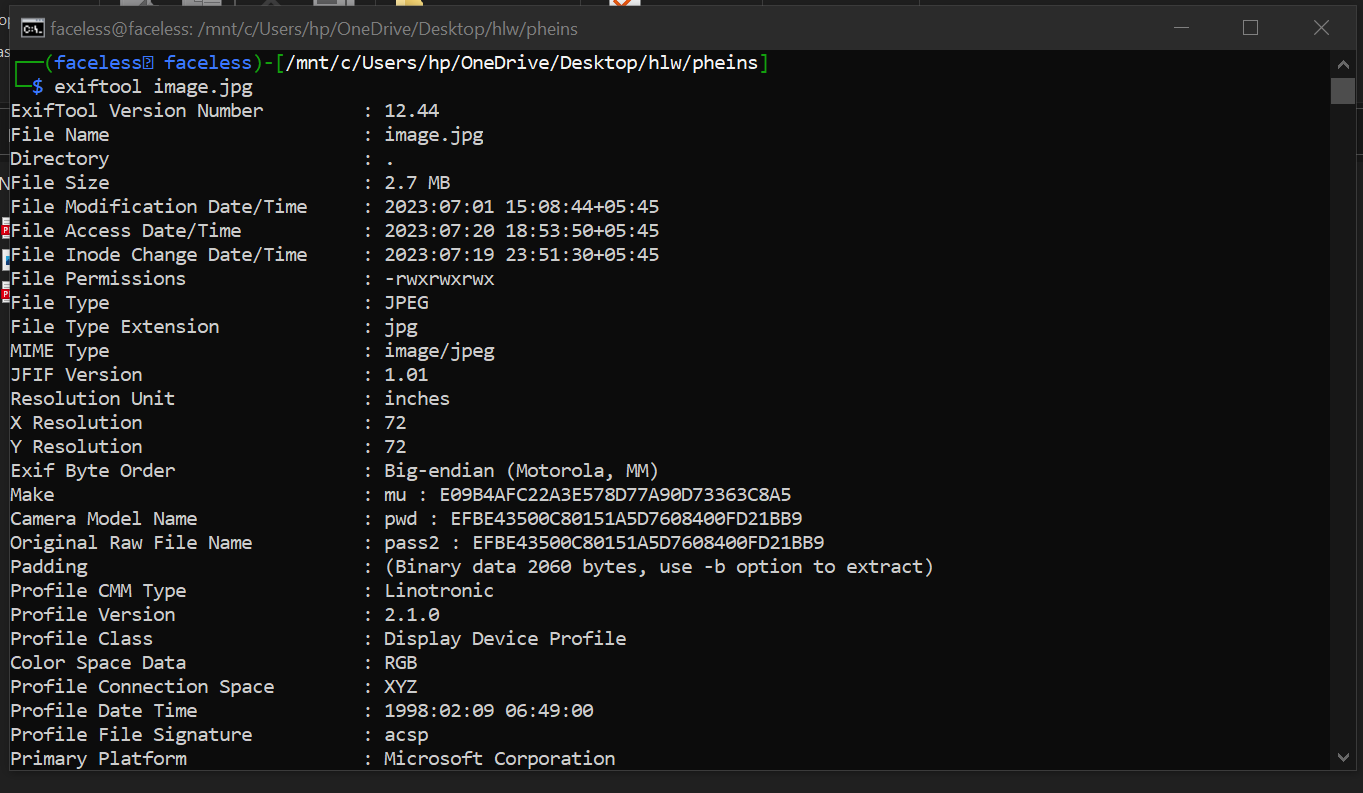 faceless@faceless: /mnt/c/Users/hp/OneDrive/Desktop/hlw/pheins
(faceless faceless)-[/mnt/c/Users/hp/OneDrive/Desktop/hlw/pheins]
$ exiftool image.jpg
ExifTool Version Number : 12.44
File Name : image.jpg
Directory : .
File Size : 2.7 MB
File Modification Date/Time : 2023:07:01 15:08:44+05:45
File Access Date/Time : 2023:07:20 18:53:50+05:45
File Inode Change Date/Time : 2023:07:19 23:51:30+05:45
File Permissions : -rwxrwxrwx
File Type : JPEG
File Type Extension : jpg
MIME Type : image/jpeg
JFIF Version : 1.01
Resolution Unit : inches
X Resolution : 72
Y Resolution : 72
Exif Byte Order : Big-endian (Motorola, MM)
Make : mu : E09B4AFC22A3E578D77A90D73363C8A5
Camera Model Name : pwd : EFBE43500C80151A5D7608400FD21BB9
Original Raw File Name : pass2 : EFBE43500C80151A5D7608400FD21BB9
Padding : (Binary data 2060 bytes, use -b option to extract)
Profile CMM Type : Linotronic
Profile Version : 2.1.0
Profile Class : Display Device Profile
Color Space Data : RGB
Profile Connection Space : XYZ
Profile Date Time : 1998:02:09 06:49:00
Profile File Signature : acsp
Primary Platform : Microsoft Corporation